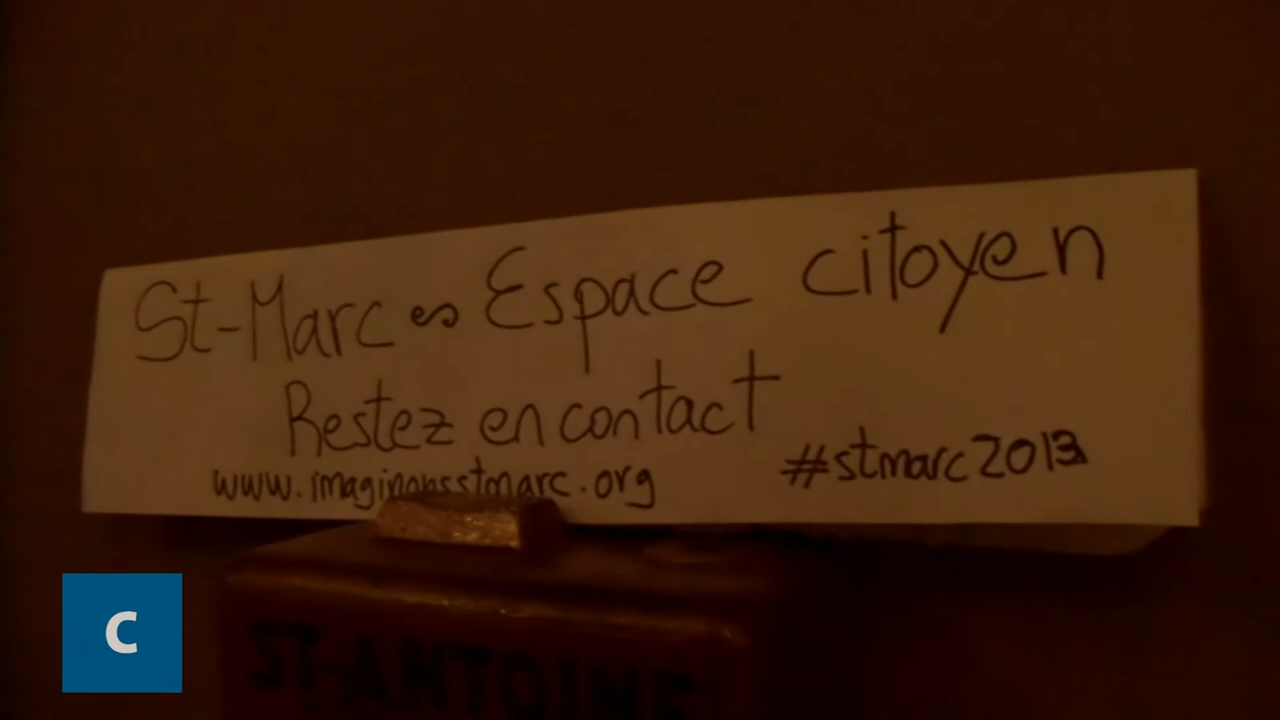 St-Marc ∞ Espace citoyen
Restez en contact
www.imaginonsstmarc.org #stmarc2013
C
ST-ANTOINE